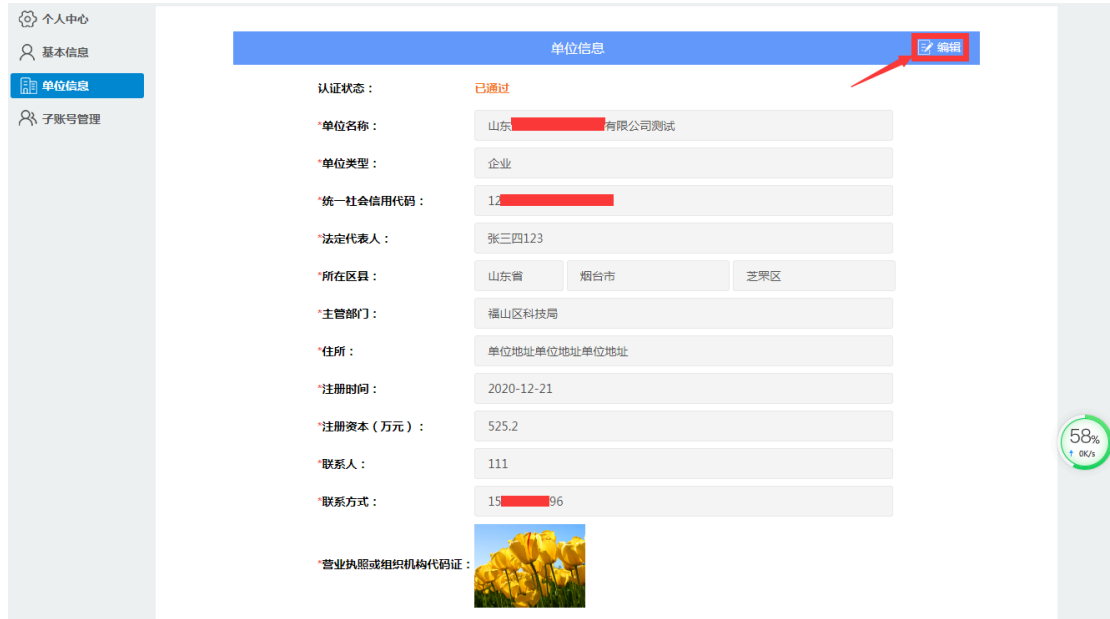 个人中心
基本信息
单位信息
子账号管理
单位信息 编辑
认证状态： 已通过
*单位名称： 山东 有限公司测试
*单位类型： 企业
*统一社会信用代码： 12
*法定代表人： 张三四123
*所在区县： 山东省 烟台市 芝罘区
*主管部门： 福山区科技局
*住所： 单位地址单位地址单位地址
*注册时间： 2020-12-21
*注册资本（万元）： 525.2
*联系人： 111
*联系方式： 15 96
*营业执照或组织机构代码证：
58%
↑ 0K/s